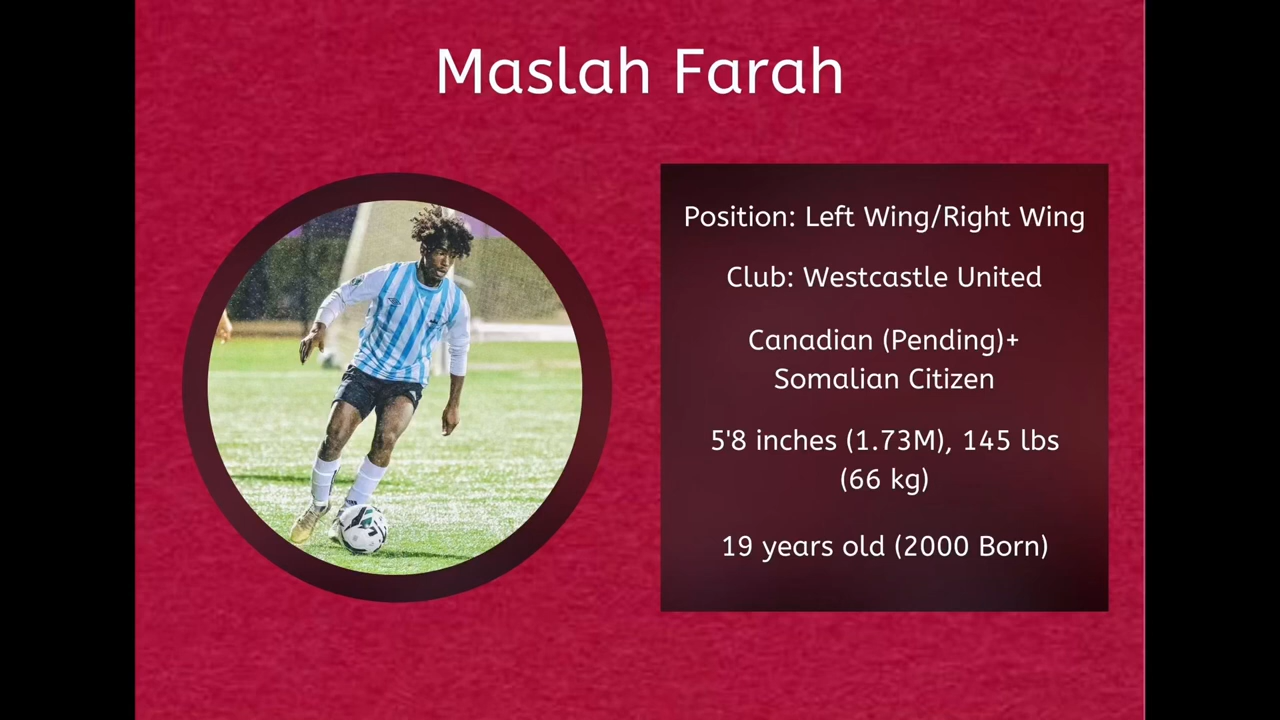 Maslah Farah
Position: Left Wing/Right Wing
Club: Westcastle United
Canadian (Pending)+
Somalian Citizen
5'8 inches (1.73M), 145 lbs
(66 kg)
19 years old (2000 Born)